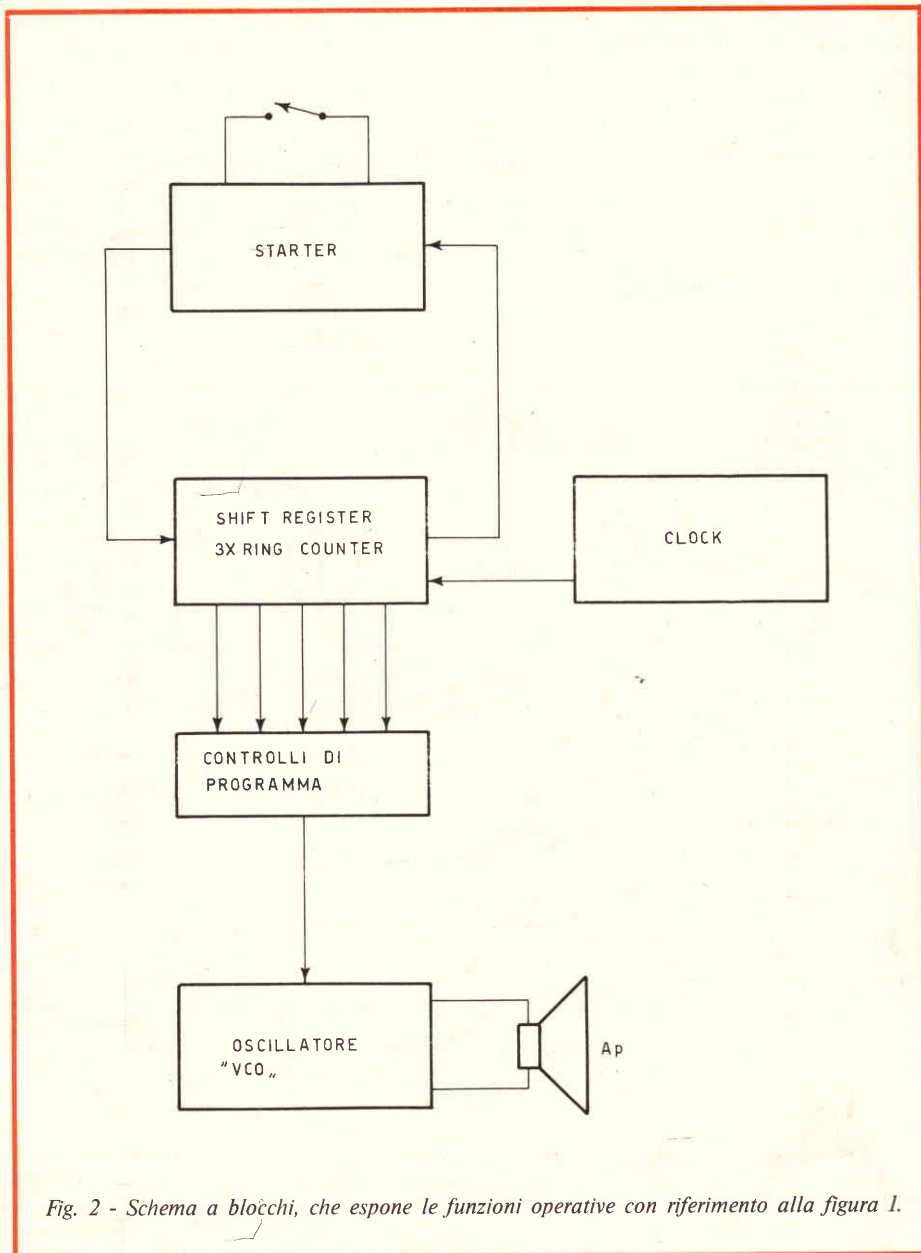 STARTER
SHIFT REGISTER
3X RING COUNTER
CLOCK
CONTROLLI DI
PROGRAMMA
OSCILLATORE
"VCO„
Ap
Fig. 2 - Schema a blocchi, che espone le funzioni operative con riferimento alla figura 1.